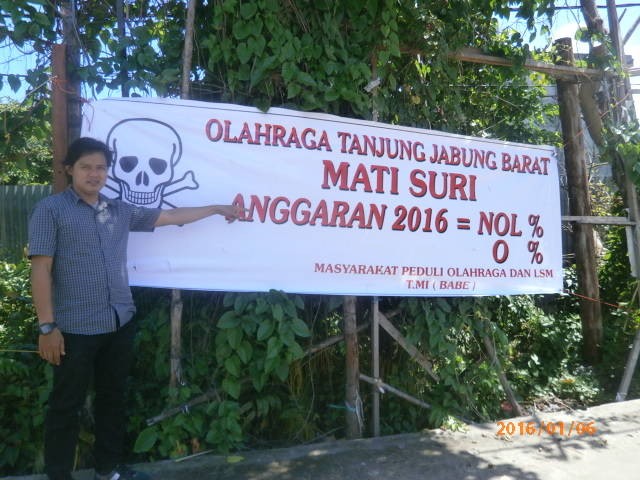 OLAHRAGA TANJUNG JABUNG BARAT
MATI SURI
ANGGARAN 2016 = NOL %
O %
MASYARAKAT PEDULI OLAHRAGA DAN LSM
T.MI ( BABE )
2016/01/06